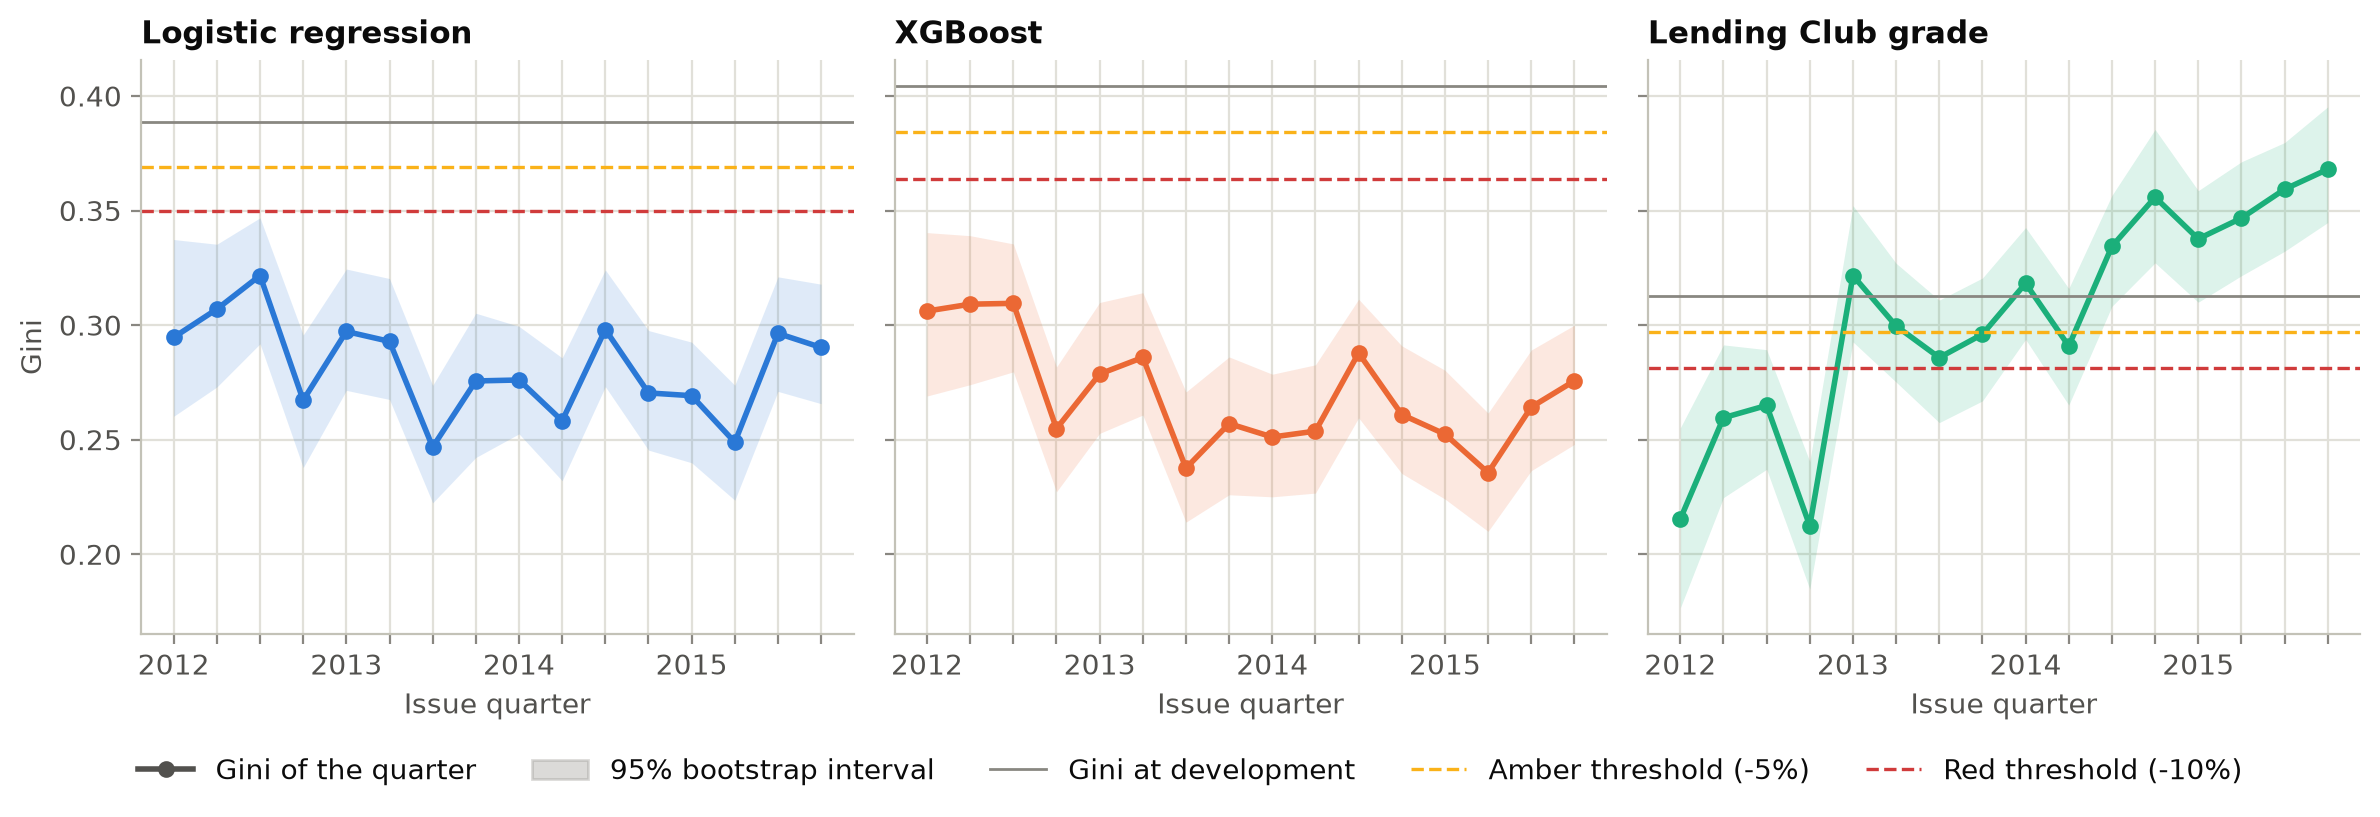 Logistic regression
XGBoost
Lending Club grade
Gini
0.40
0.35
0.30
0.25
0.20
2012 2013 2014 2015
2012 2013 2014 2015
2012 2013 2014 2015
Issue quarter
Issue quarter
Issue quarter
Gini of the quarter
95% bootstrap interval
Gini at development
Amber threshold (-5%)
Red threshold (-10%)